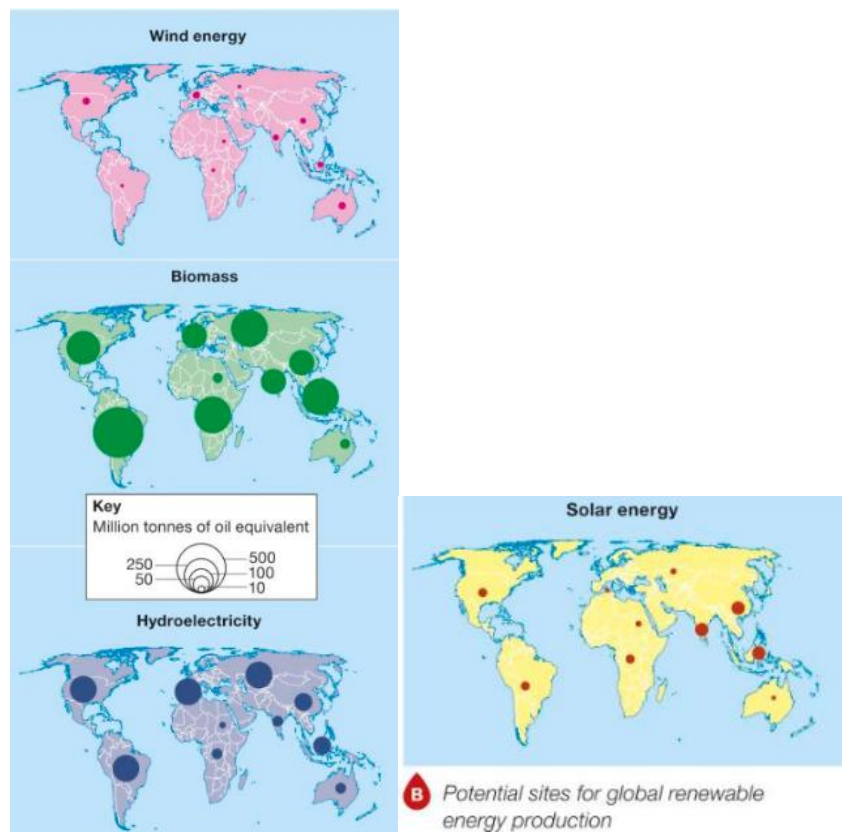 Wind energy
Biomass
Key
Million tonnes of oil equivalent
250
500
50
100
10
Hydroelectricity
Solar energy
B Potential sites for global renewable
energy production